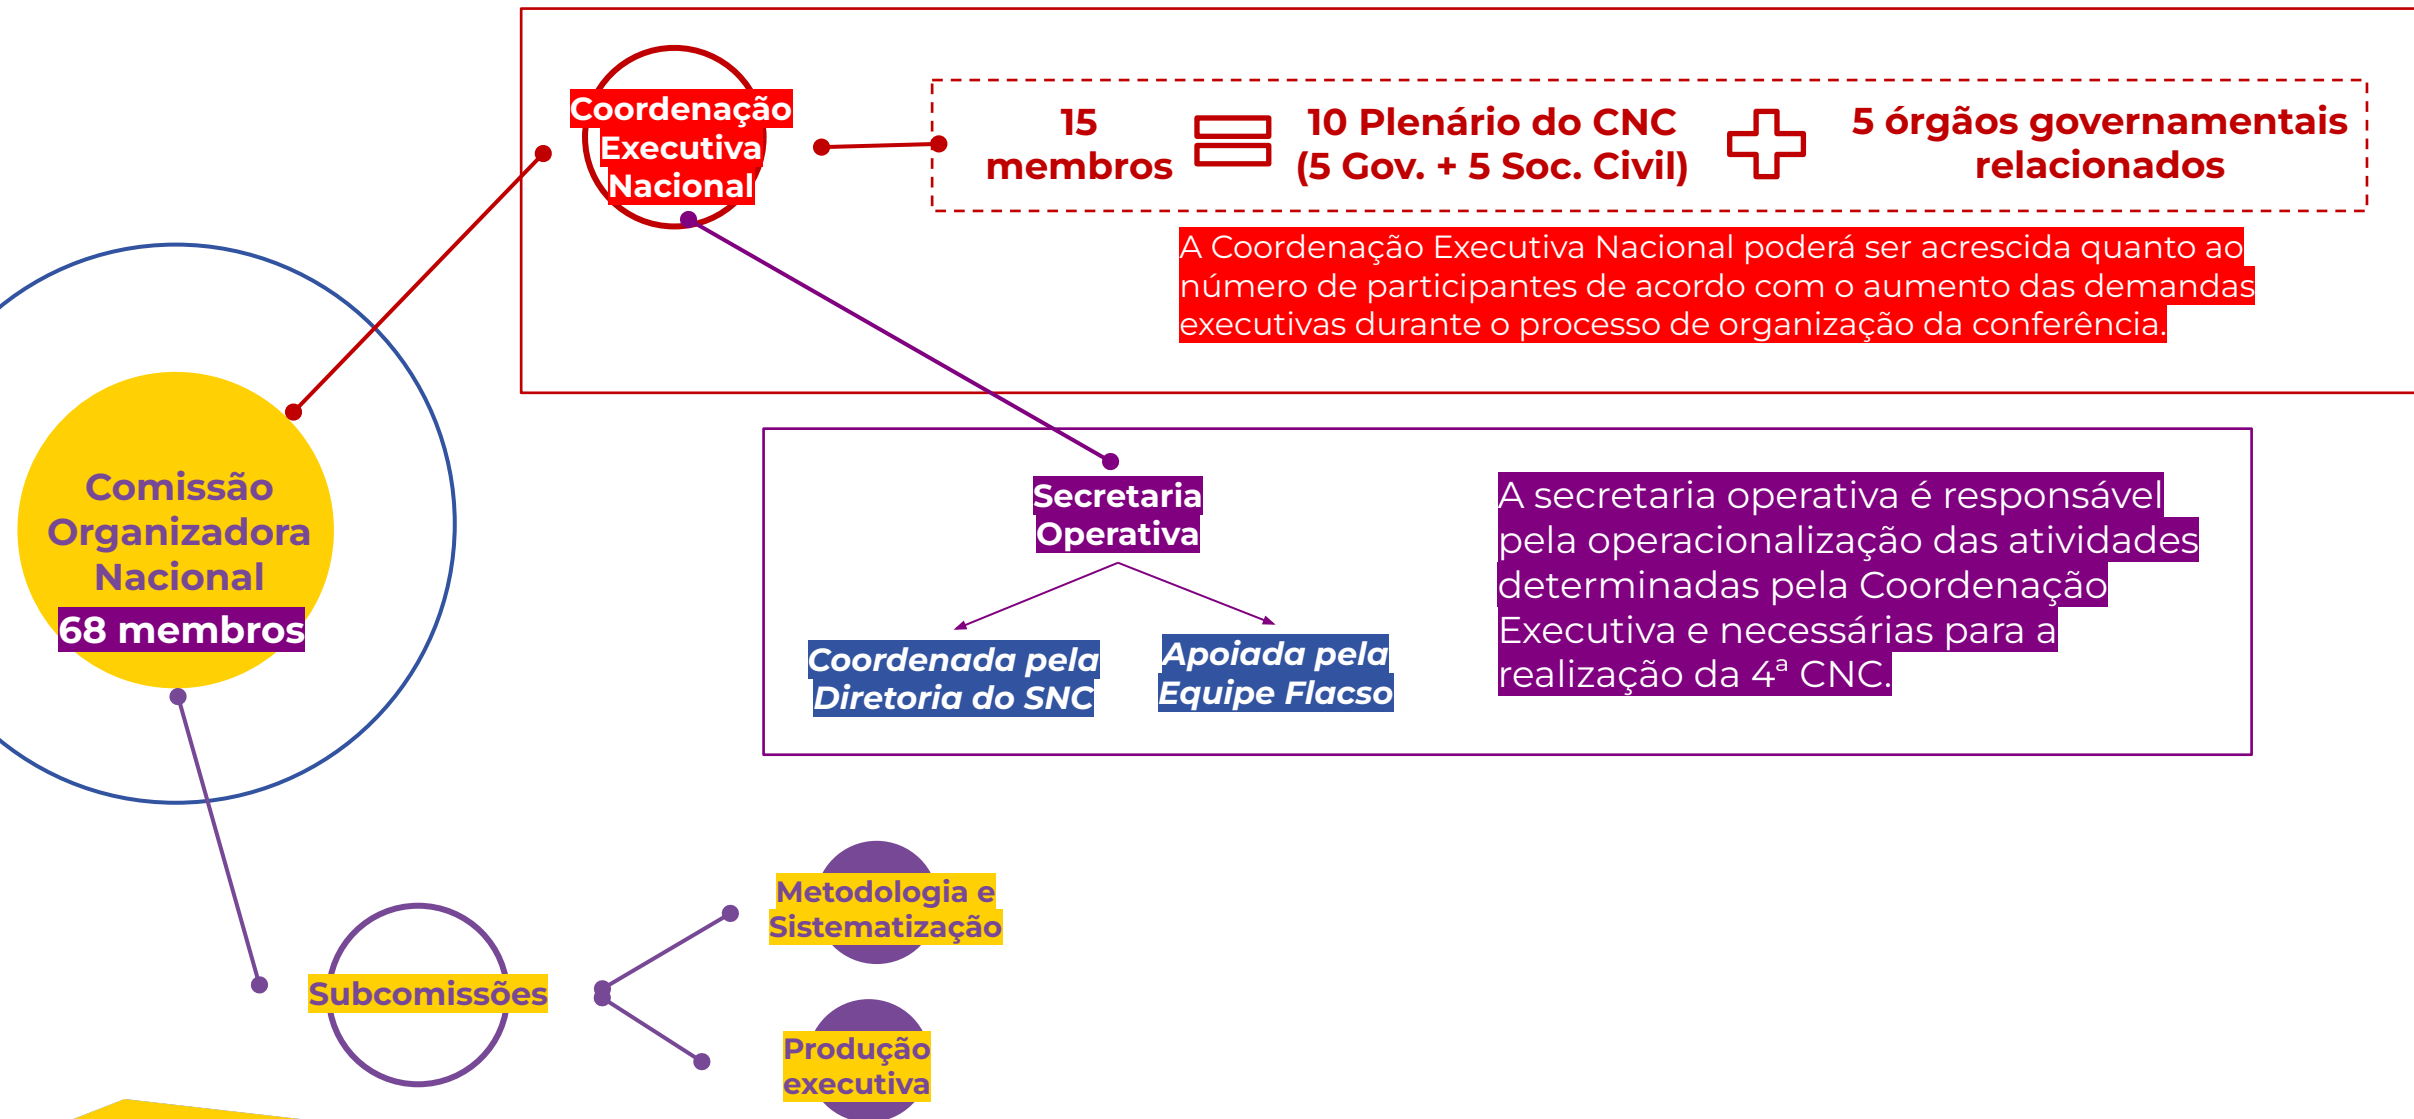 Coordenação
Executiva
Nacional
15
membros
10 Plenário do CNC
(5 Gov. + 5 Soc. Civil)
5 órgãos governamentais
relacionados
A Coordenação Executiva Nacional poderá ser acrescida quanto ao
número de participantes de acordo com o aumento das demandas
executivas durante o processo de organização da conferência.
Comissão
Organizadora
Nacional
68 membros
Secretaria
Operativa
Coordenada pela
Diretoria do SNC
Apoiada pela
Equipe Flacso
A secretaria operativa é responsável
pela operacionalização das atividades
determinadas pela Coordenação
Executiva e necessárias para a
realização da 4ª CNC.
Subcomissões
Metodologia e
Sistematização
Produção
executiva